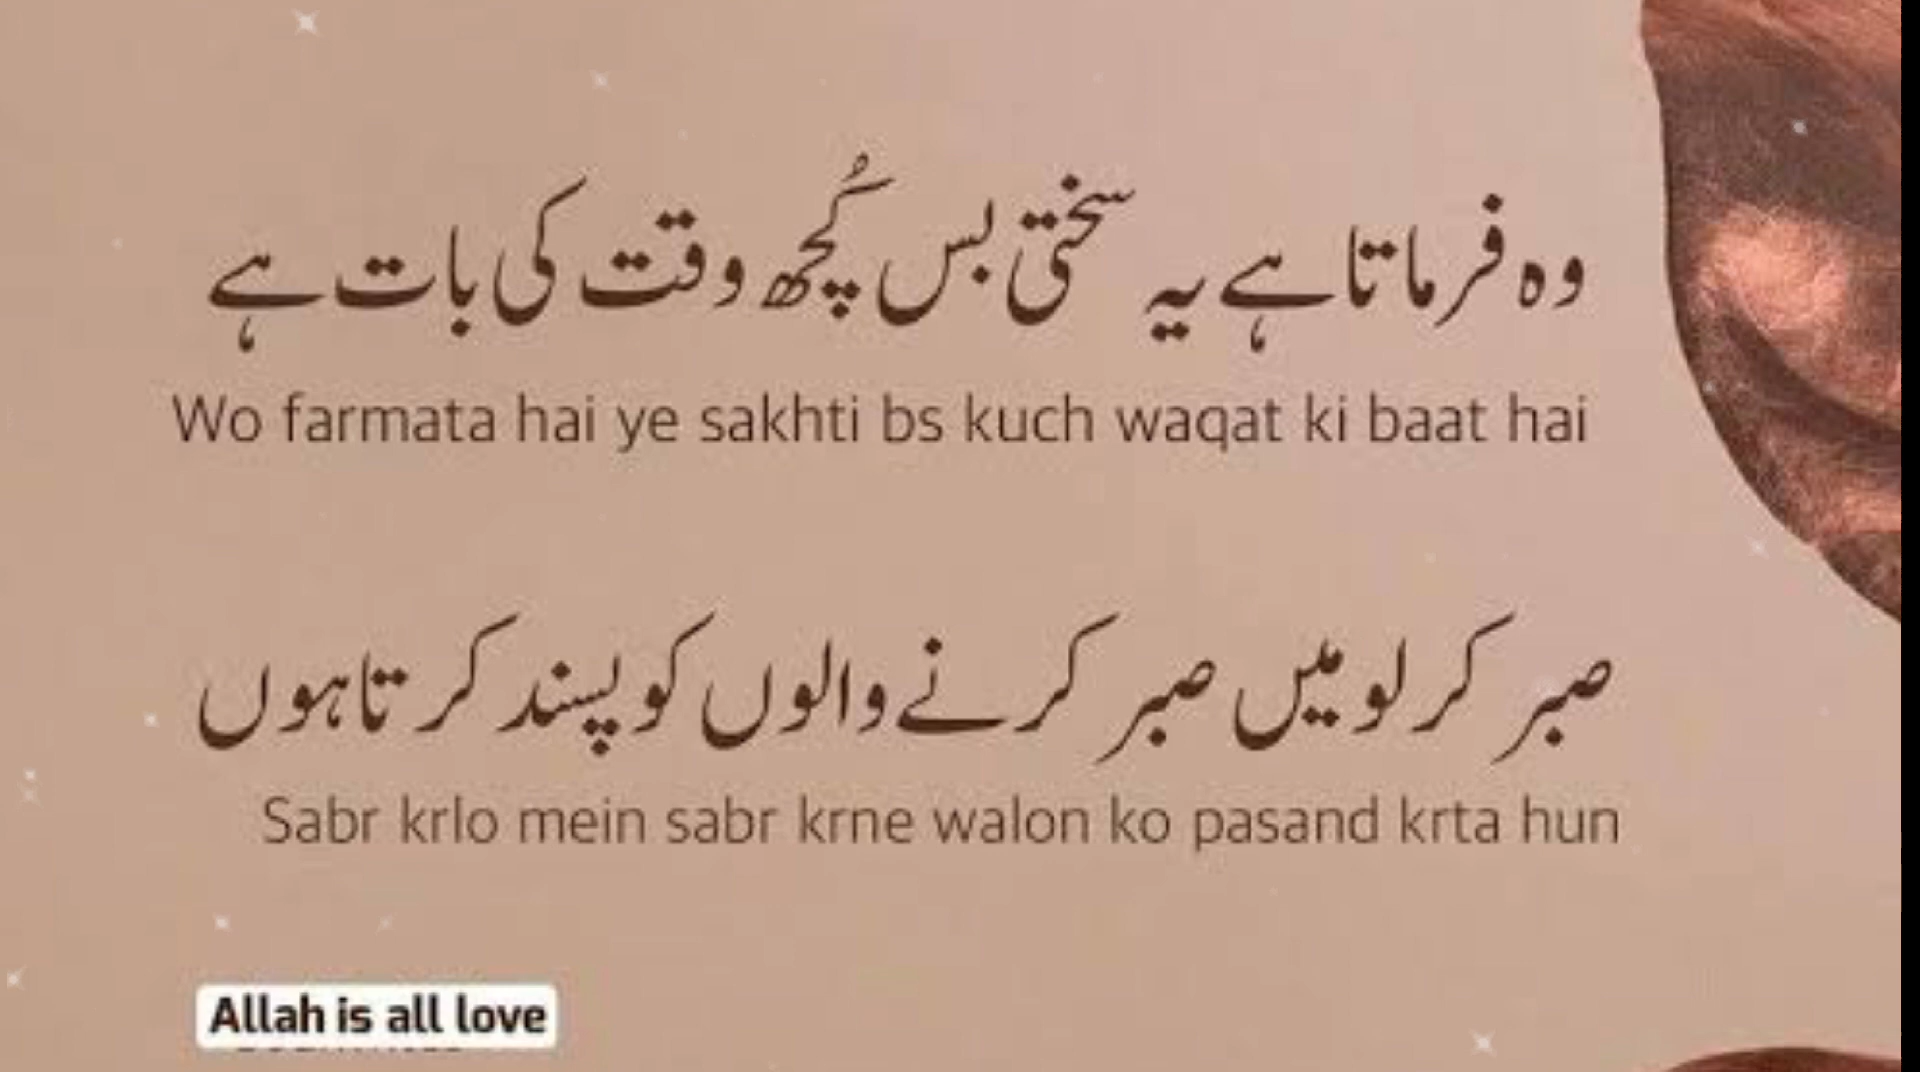 وہ فرماتا ہے یہ سختی بس کُچھ وقت کی بات ہے
Wo farmata hai ye sakhti bs kuch waqat ki baat hai
صبر کر لو میں صبر کرنے والوں کو پسند کرتا ہوں
Sabr krlo mein sabr krne walon ko pasand krta hun
Allah is all love